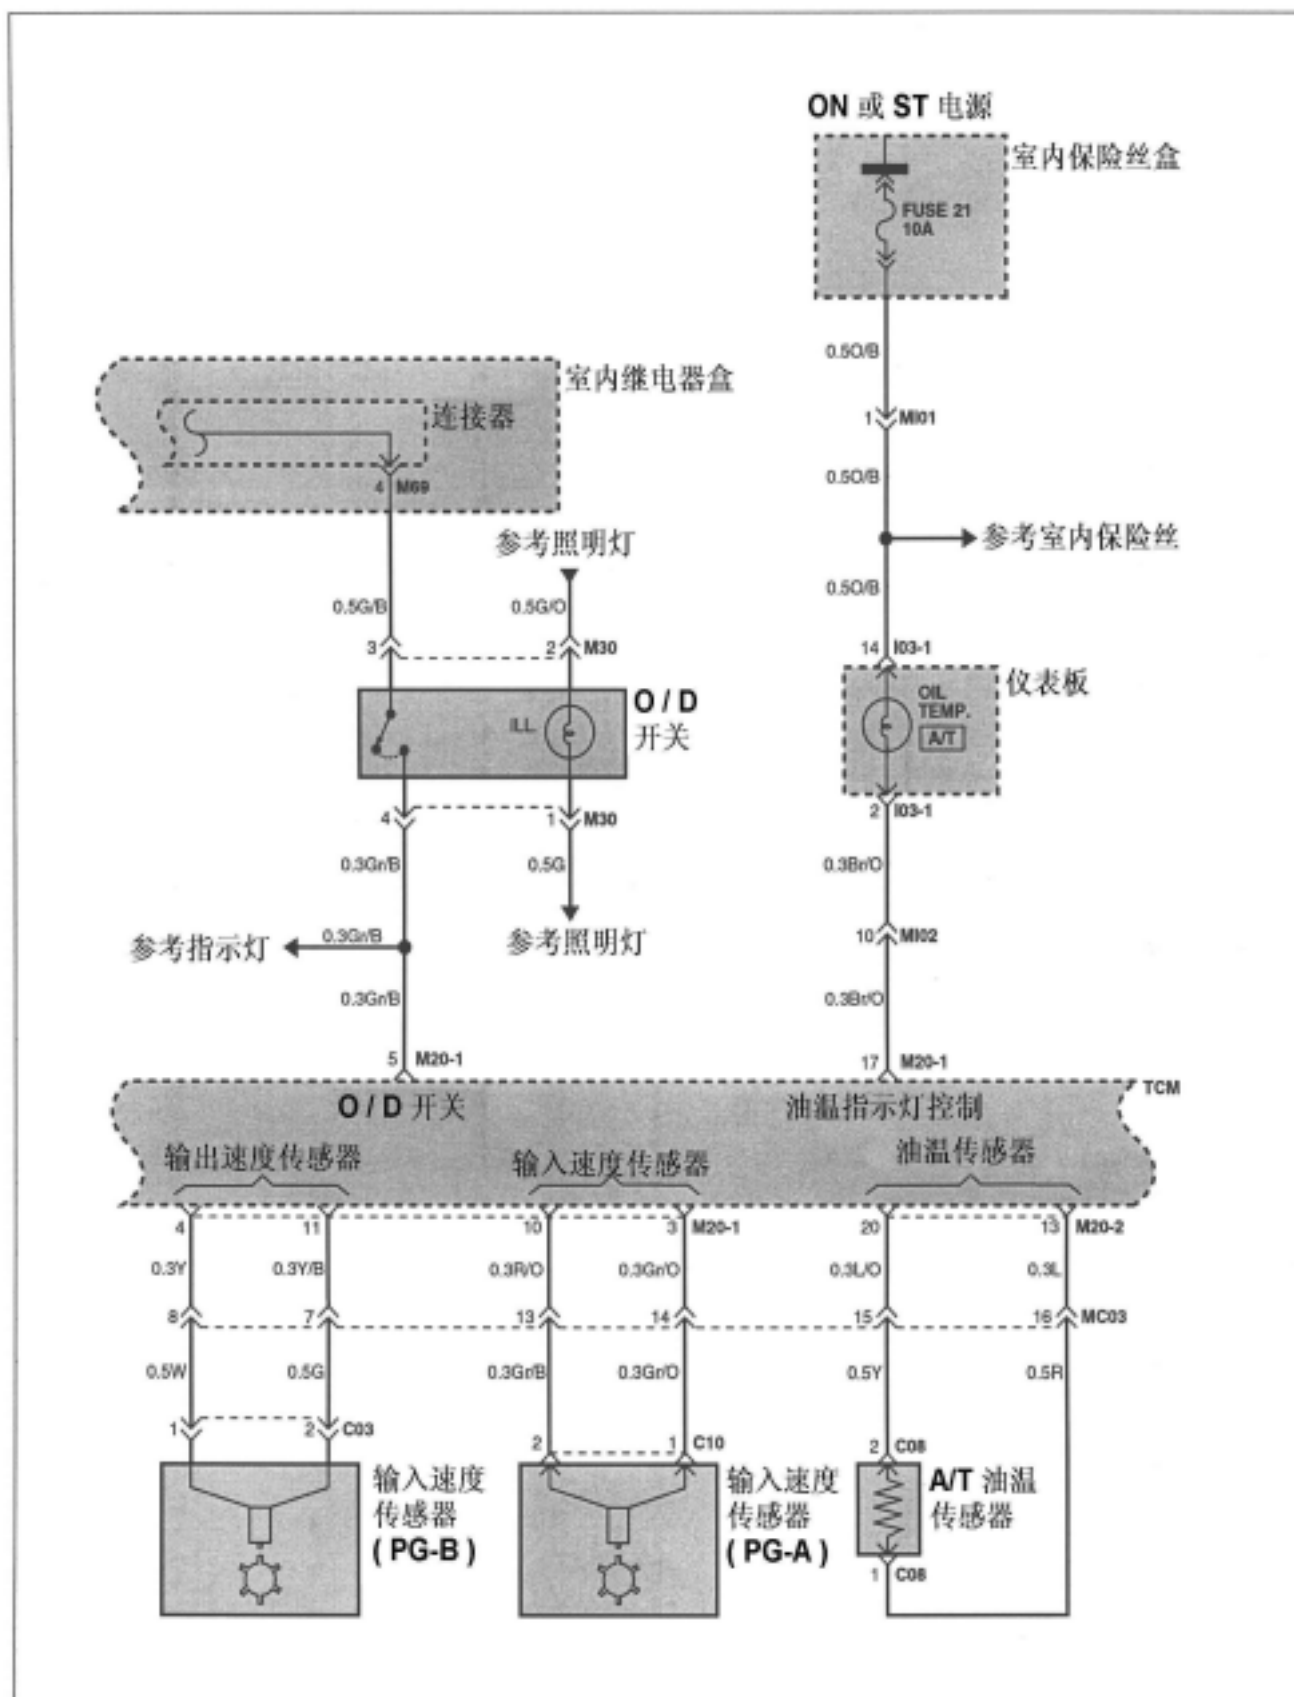 ON 或 ST 电源
室内保险丝盒
FUSE 21
10A
0.5O/B
1 MI01
0.5O/B
参考室内保险丝
0.5O/B
14 I03-1
仪表板
OIL
TEMP.
A/T
2 I03-1
0.3Br/O
10 MI02
0.3Br/O
17 M20-1
室内继电器盒
连接器
4 M69
参考照明灯
0.5G/B
0.5G/O
3
2 M30
O / D
开关
ILL
4
1 M30
0.3Gr/B
0.5G
参考指示灯
0.3Gr/B
参考照明灯
0.3Gr/B
5 M20-1
TCM
O / D 开关
油温指示灯控制
输出速度传感器
输入速度传感器
油温传感器
4
11
10
3 M20-1
20
13 M20-2
0.3Y
0.3Y/B
0.3R/O
0.3Gr/O
0.3L/O
0.3L
8
7
13
14
15
16 MC03
0.5W
0.5G
0.3Gr/B
0.3Gr/O
0.5Y
0.5R
1
2 C03
2
1 C10
2 C08
输入速度
传感器
( PG-B )
输入速度
传感器
( PG-A )
A/T 油温
传感器
1 C08